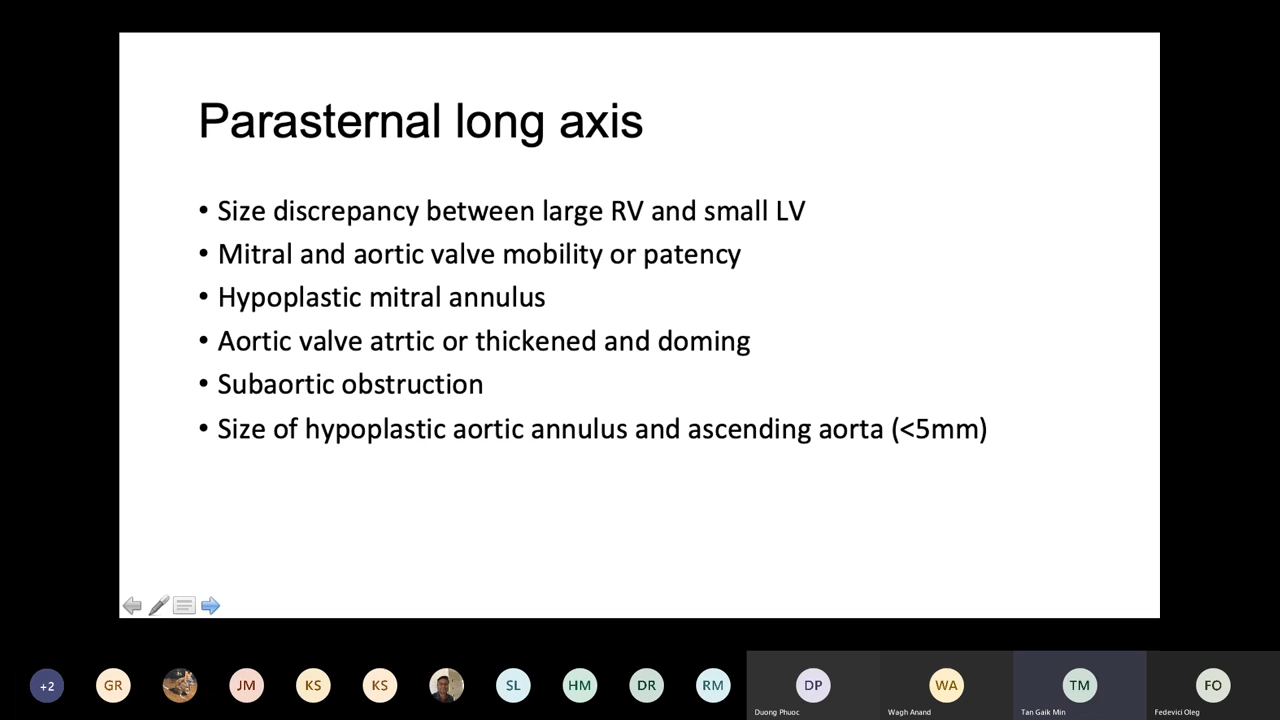 Parasternal long axis
• Size discrepancy between large RV and small LV
• Mitral and aortic valve mobility or patency
• Hypoplastic mitral annulus
• Aortic valve atrtic or thickened and doming
• Subaortic obstruction
• Size of hypoplastic aortic annulus and ascending aorta (<5mm)
+2 GR JM KS KS SL HM DR RM DP WA TM FO
Duong Phuoc Wagh Anand Tan Gaik Min Fedevici Oleg